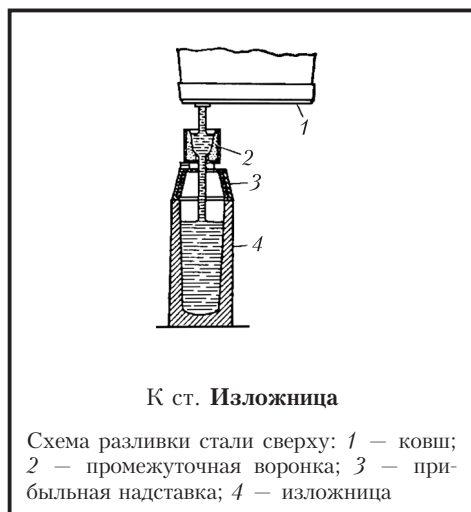 1
2
3
4
К ст. Изложница
Схема разливки стали сверху: 1 — ковш;
2 — промежуточная воронка; 3 — при-
быльная надставка; 4 — изложница